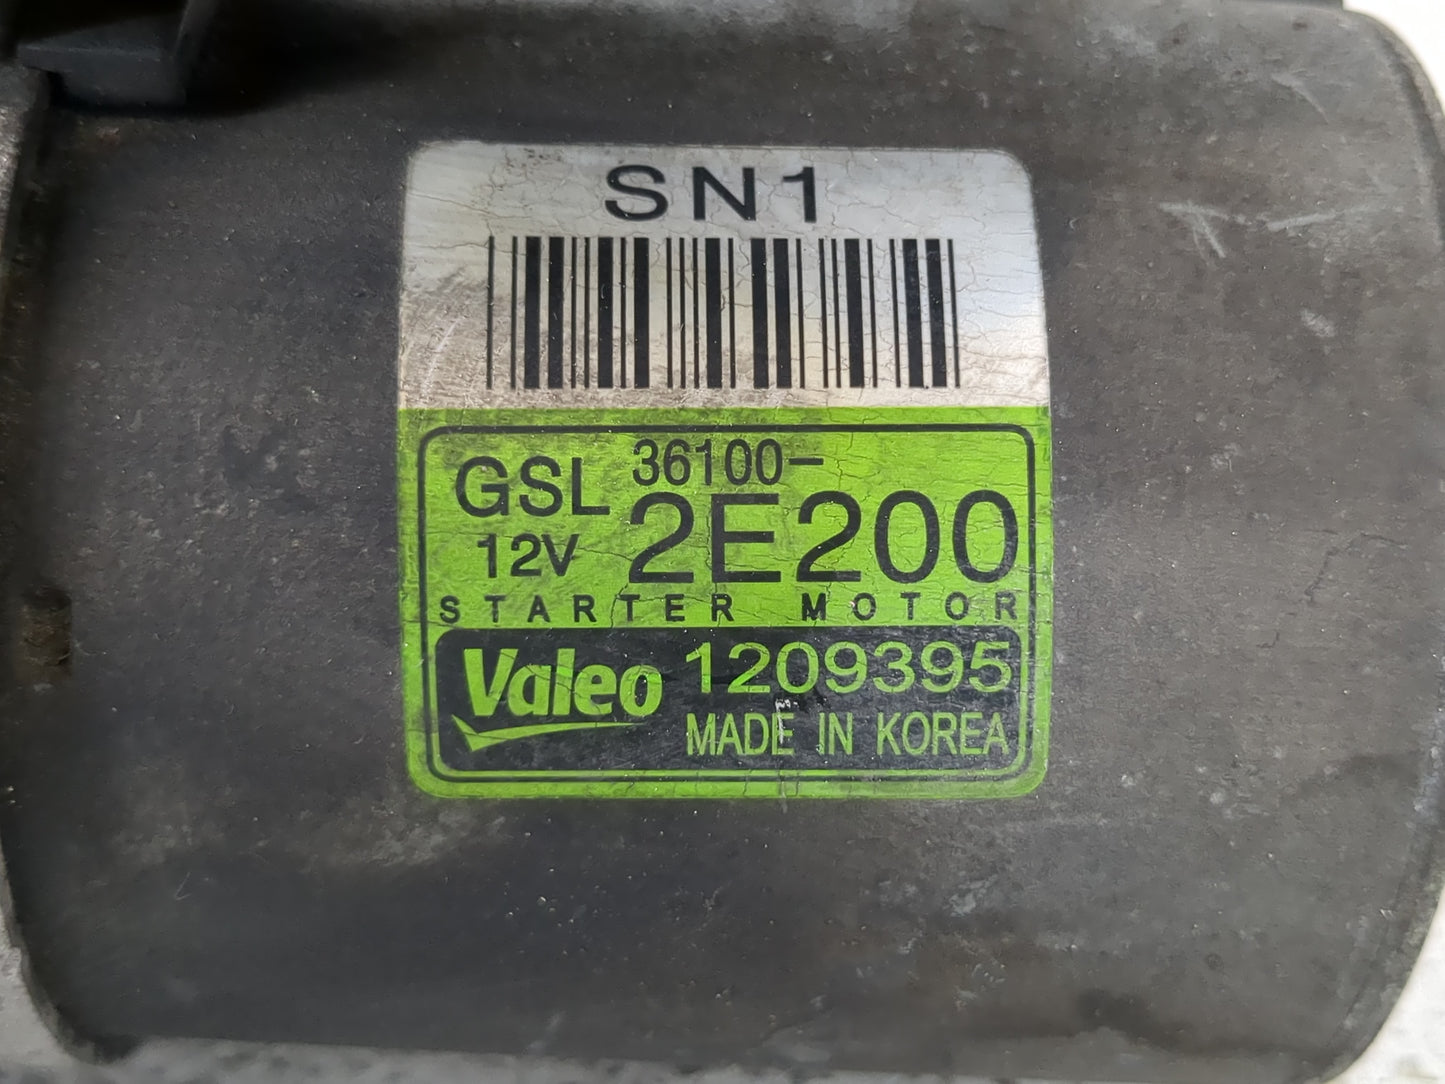 SN1
GSL 36100-
12V 2E200
STARTER MOTOR
Valeo 1209395
MADE IN KOREA